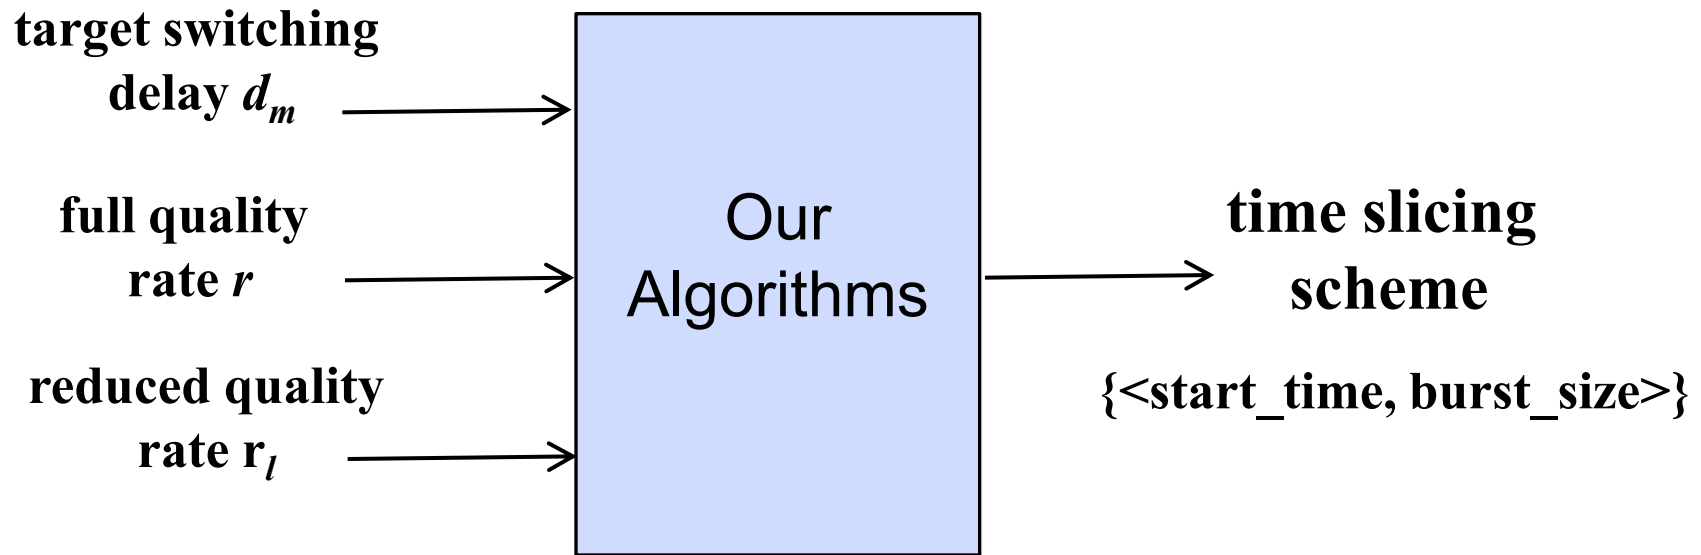 target switching
delay d_m
full quality
rate r
reduced quality
rate r_l
Our
Algorithms
time slicing
scheme
{<start_time, burst_size>}